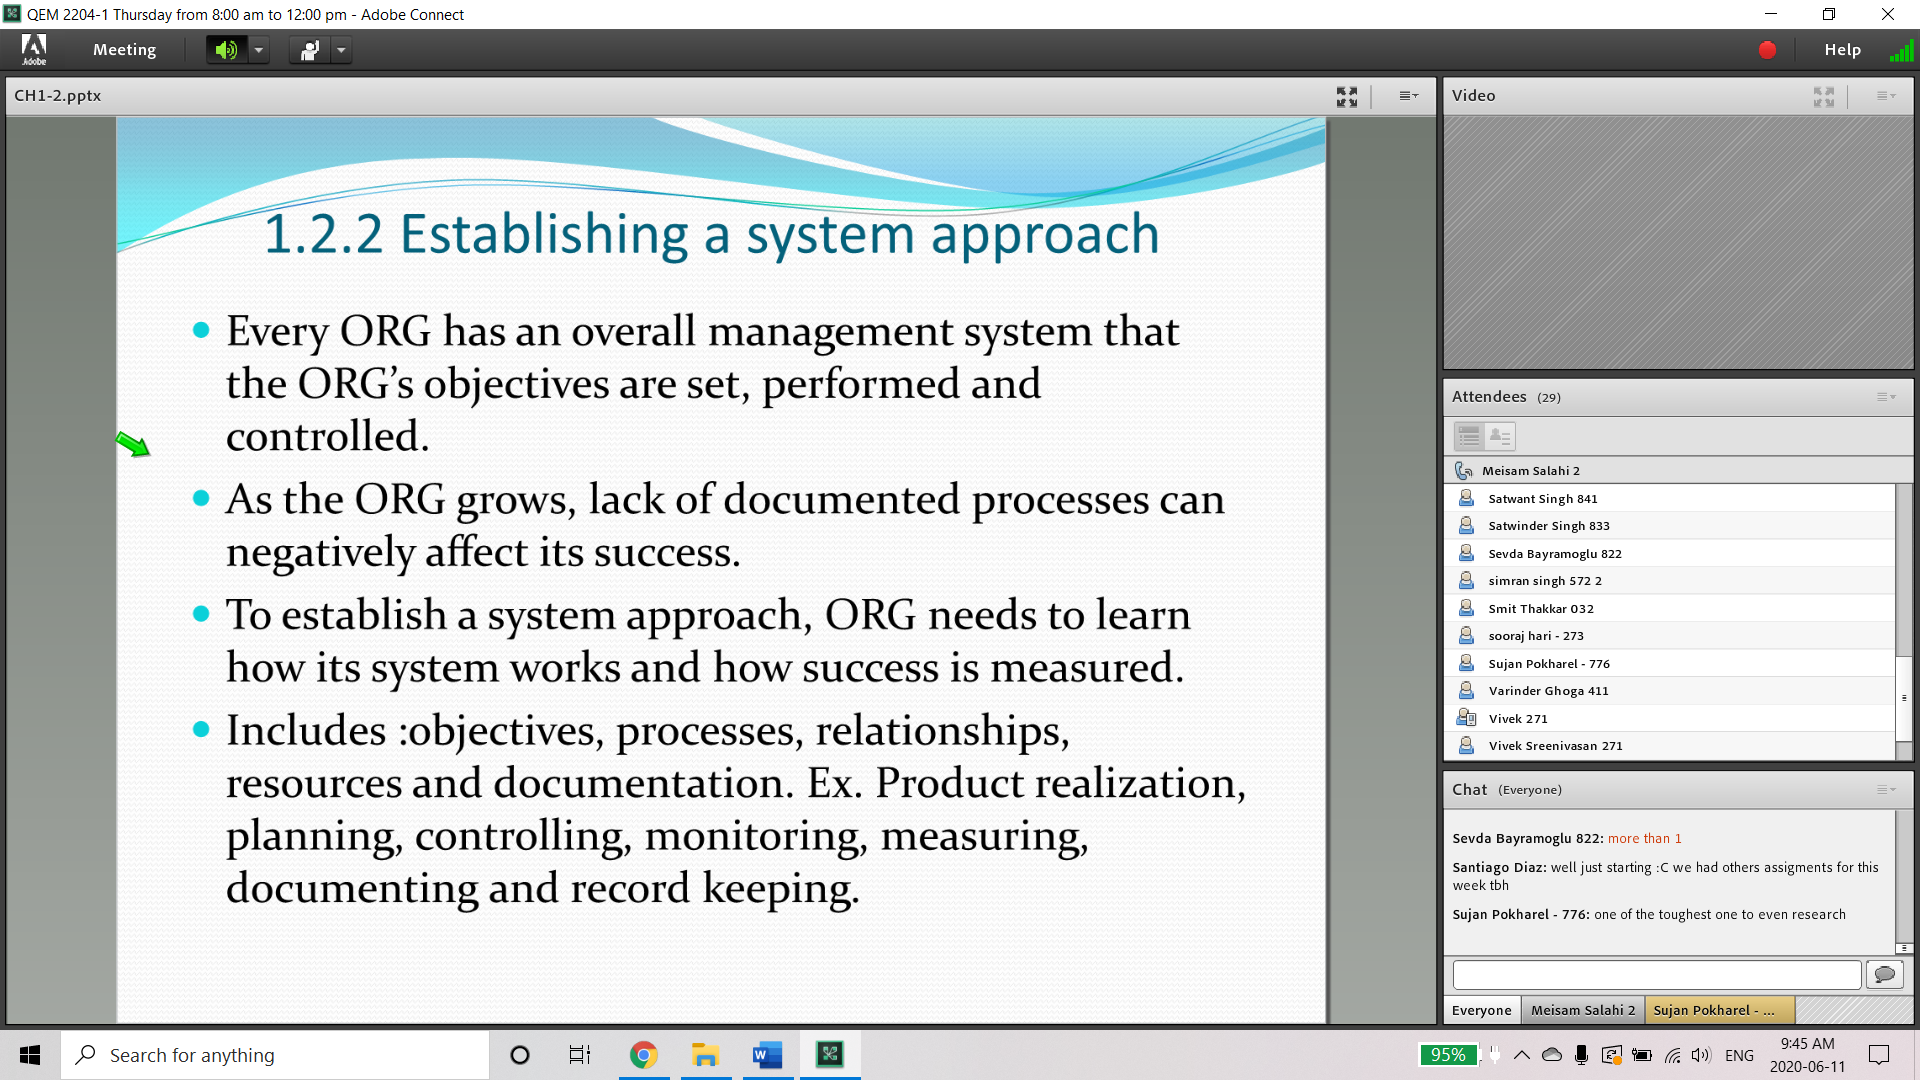 QEM 2204-1 Thursday from 8:00 am to 12:00 pm - Adobe Connect
Adobe
Meeting
Help
CH1-2.pptx
1.2.2 Establishing a system approach
Every ORG has an overall management system that
the ORG's objectives are set, performed and
controlled.
As the ORG grows, lack of documented processes can
negatively affect its success.
To establish a system approach, ORG needs to learn
how its system works and how success is measured.
Includes :objectives, processes, relationships,
resources and documentation. Ex. Product realization,
planning, controlling, monitoring, measuring,
documenting and record keeping.
Video
Attendees (29)
Meisam Salahi 2
Satwant Singh 841
Satwinder Singh 833
Sevda Bayramoglu 822
simran singh 572 2
Smit Thakkar 032
sooraj hari - 273
Sujan Pokharel - 776
Varinder Ghoga 411
Vivek 271
Vivek Sreenivasan 271
Chat (Everyone)
Sevda Bayramoglu 822: more than 1
Santiago Diaz: well just starting :C we had others assigments for this
week tbh
Sujan Pokharel - 776: one of the toughest one to even research
Everyone
Meisam Salahi 2
Sujan Pokharel - ...
Search for anything
95%
ENG
9:45 AM
2020-06-11